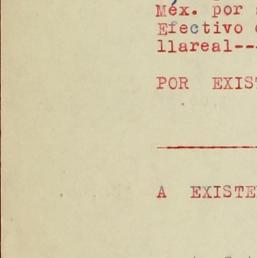 Méx. por
Efectivo
llareal--
POR EXIS
A EXISTE